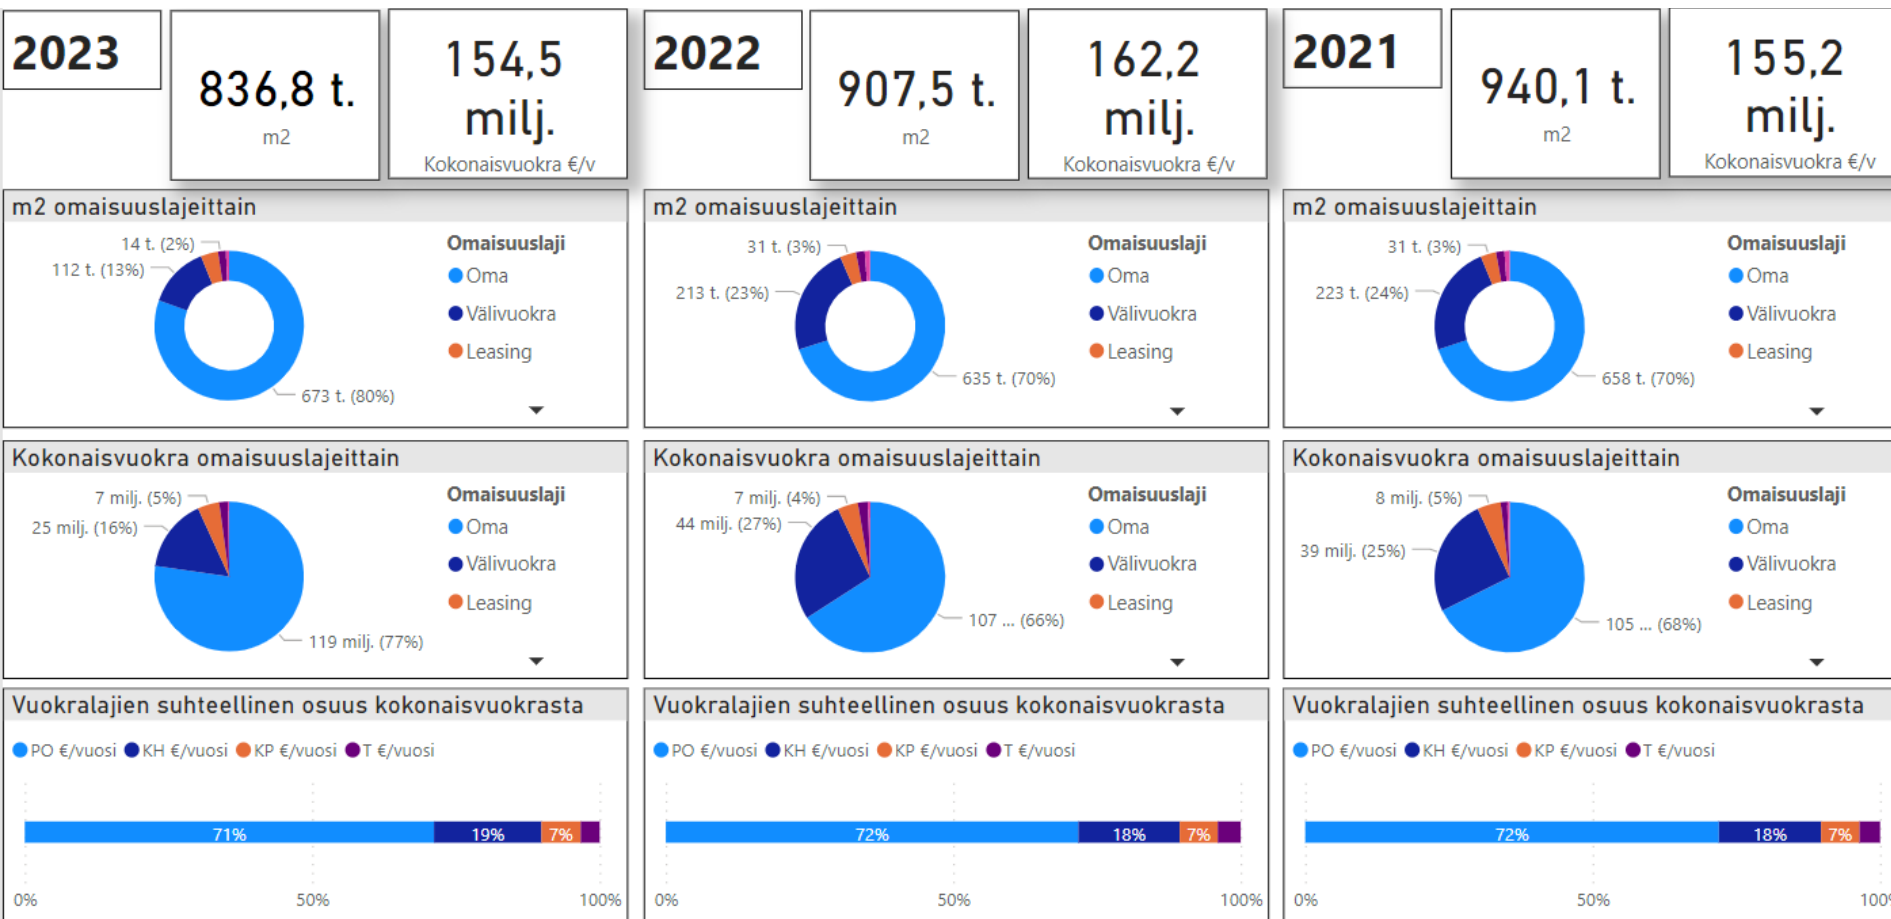 2023
836,8 t.
m2
154,5
milj.
Kokonaisvuokra €/v
m2 omaisuuslajeittain
14 t. (2%)
112 t. (13%)
673 t. (80%)
Omaisuuslaji
Oma
Välivuokra
Leasing
Kokonaisvuokra omaisuuslajeittain
7 milj. (5%)
25 milj. (16%)
119 milj. (77%)
Omaisuuslaji
Oma
Välivuokra
Leasing
Vuokralajien suhteellinen osuus kokonaisvuokrasta
PO €/vuosi KH €/vuosi KP €/vuosi T €/vuosi
71% 19% 7%
0% 50% 100%
2022
907,5 t.
m2
162,2
milj.
Kokonaisvuokra €/v
m2 omaisuuslajeittain
31 t. (3%)
213 t. (23%)
635 t. (70%)
Omaisuuslaji
Oma
Välivuokra
Leasing
Kokonaisvuokra omaisuuslajeittain
7 milj. (4%)
44 milj. (27%)
107 ... (66%)
Omaisuuslaji
Oma
Välivuokra
Leasing
Vuokralajien suhteellinen osuus kokonaisvuokrasta
PO €/vuosi KH €/vuosi KP €/vuosi T €/vuosi
72% 18% 7%
0% 50% 100%
2021
940,1 t.
m2
155,2
milj.
Kokonaisvuokra €/v
m2 omaisuuslajeittain
31 t. (3%)
223 t. (24%)
658 t. (70%)
Omaisuuslaji
Oma
Välivuokra
Leasing
Kokonaisvuokra omaisuuslajeittain
8 milj. (5%)
39 milj. (25%)
105 ... (68%)
Omaisuuslaji
Oma
Välivuokra
Leasing
Vuokralajien suhteellinen osuus kokonaisvuokrasta
PO €/vuosi KH €/vuosi KP €/vuosi T €/vuosi
72% 18% 7%
0% 50% 100